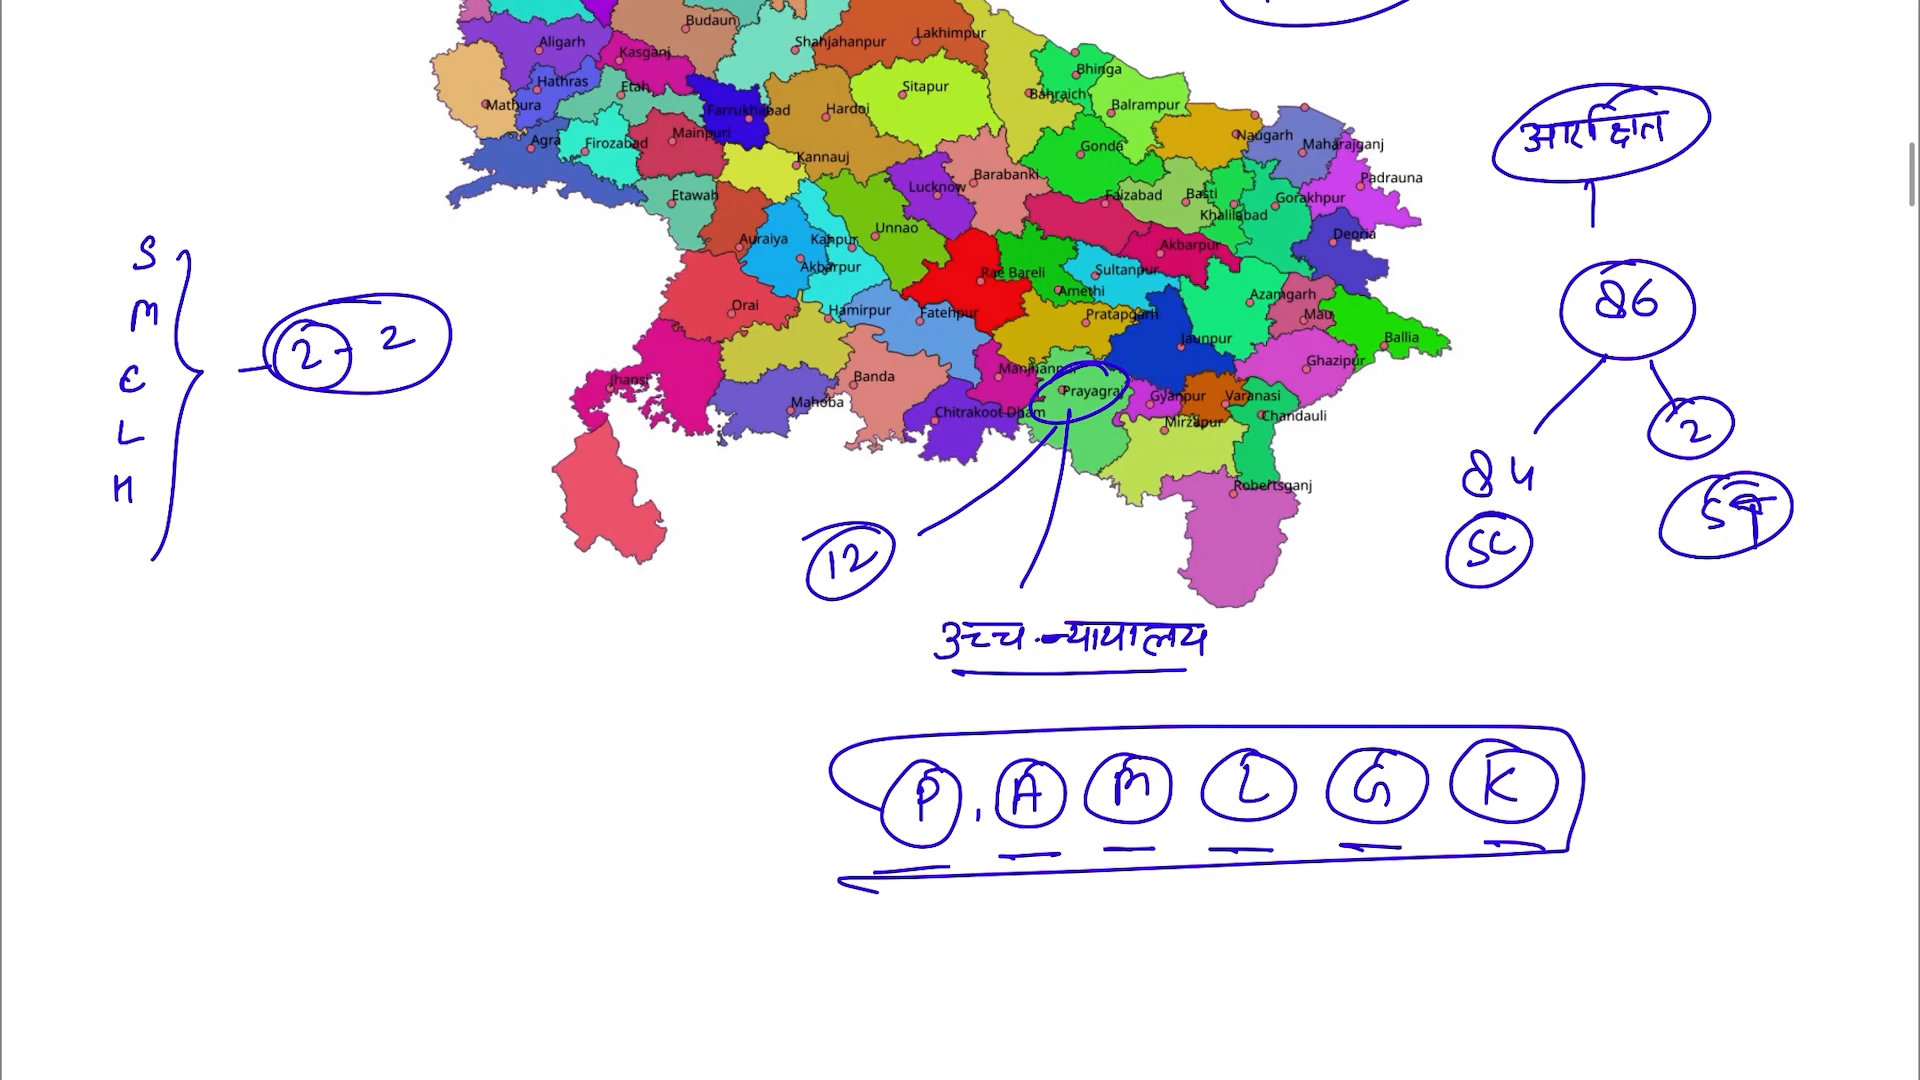 Budaun
Aligarh
Kasganj
Shahjahanpur
Lakhimpur
Hathras
Etah
Sitapur
Bhinga
Mathura
Farrukhabad
Hardoi
Bahraich
Balrampur
Agra
Firozabad
Mainpuri
Kannauj
Gonda
Naugarh
Maharajganj
आरक्षित
Etawah
Lucknow
Barabanki
Faizabad
Basti
Khalilabad
Gorakhpur
Padrauna
Auraiya
Kanpur
Unnao
Akbarpur
Deoria
S
M
C
L
H
2 - 2
Akbarpur
Rae Bareli
Sultanpur
Amethi
Azamgarh
86
Orai
Hamirpur
Fatehpur
Pratapgarh
Jaunpur
Mau
Ballia
Jhansi
Banda
Manjhanpur
Prayagraj
Gyanpur
Varanasi
Ghazipur
Mahoba
Chitrakoot Dham
Mirzapur
Chandauli
2
Robertsganj
84
SC
12
उच्च न्यायालय
P , A M L G K